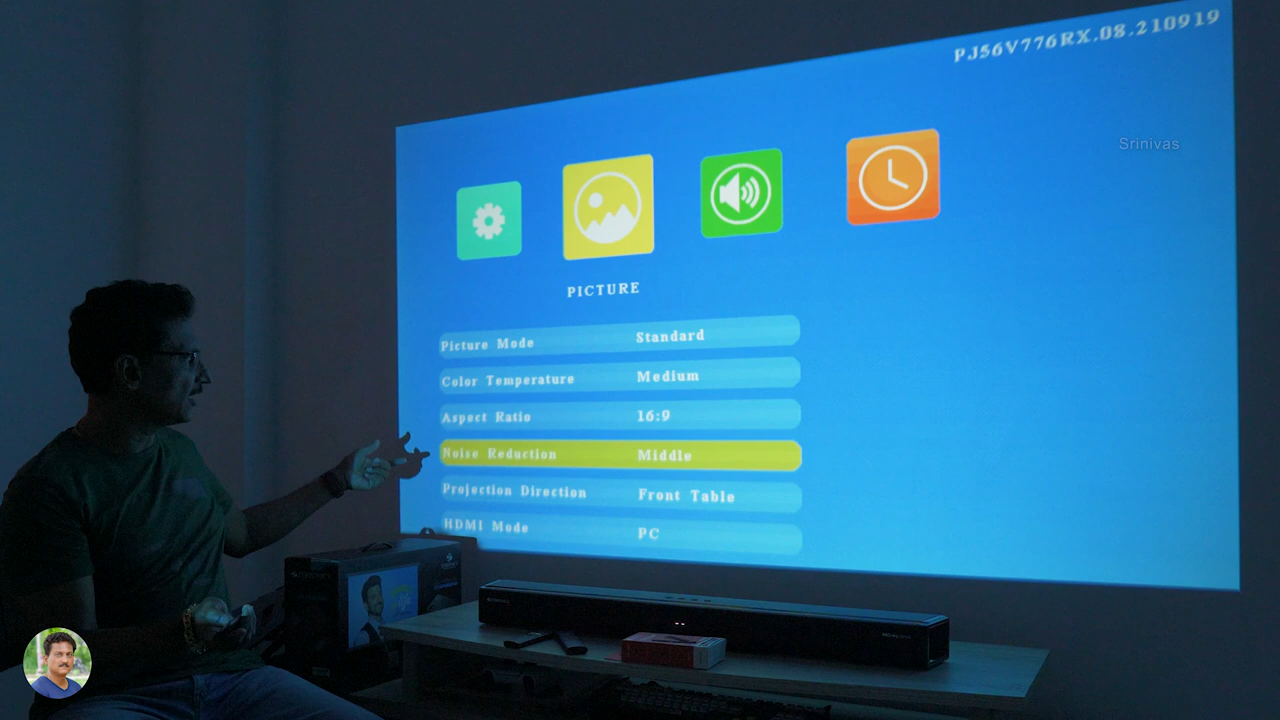 PJ56V776RX.08.210919
Srinivas
PICTURE
Picture Mode Standard
Color Temperature Medium
Aspect Ratio 16:9
Noise Reduction Middle
Projection Direction Front Table
HDMI Mode PC